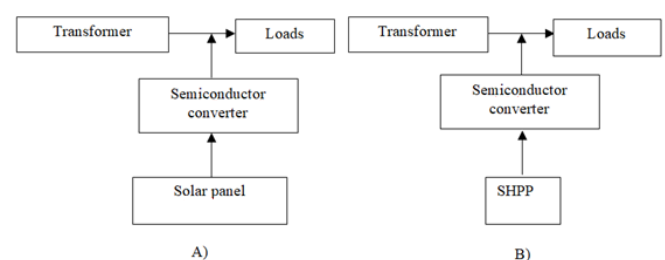 Transformer
Loads
Semiconductor
converter
Solar panel
A)
Transformer
Loads
Semiconductor
converter
SHPP
B)